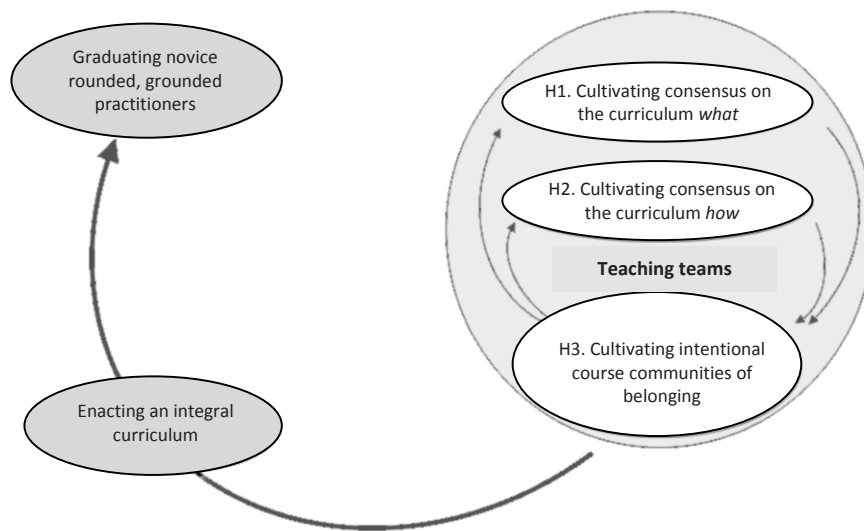 Graduating novice
rounded, grounded
practitioners
H1. Cultivating consensus on
the curriculum what
H2. Cultivating consensus on
the curriculum how
Teaching teams
H3. Cultivating intentional
course communities of
belonging
Enacting an integral
curriculum